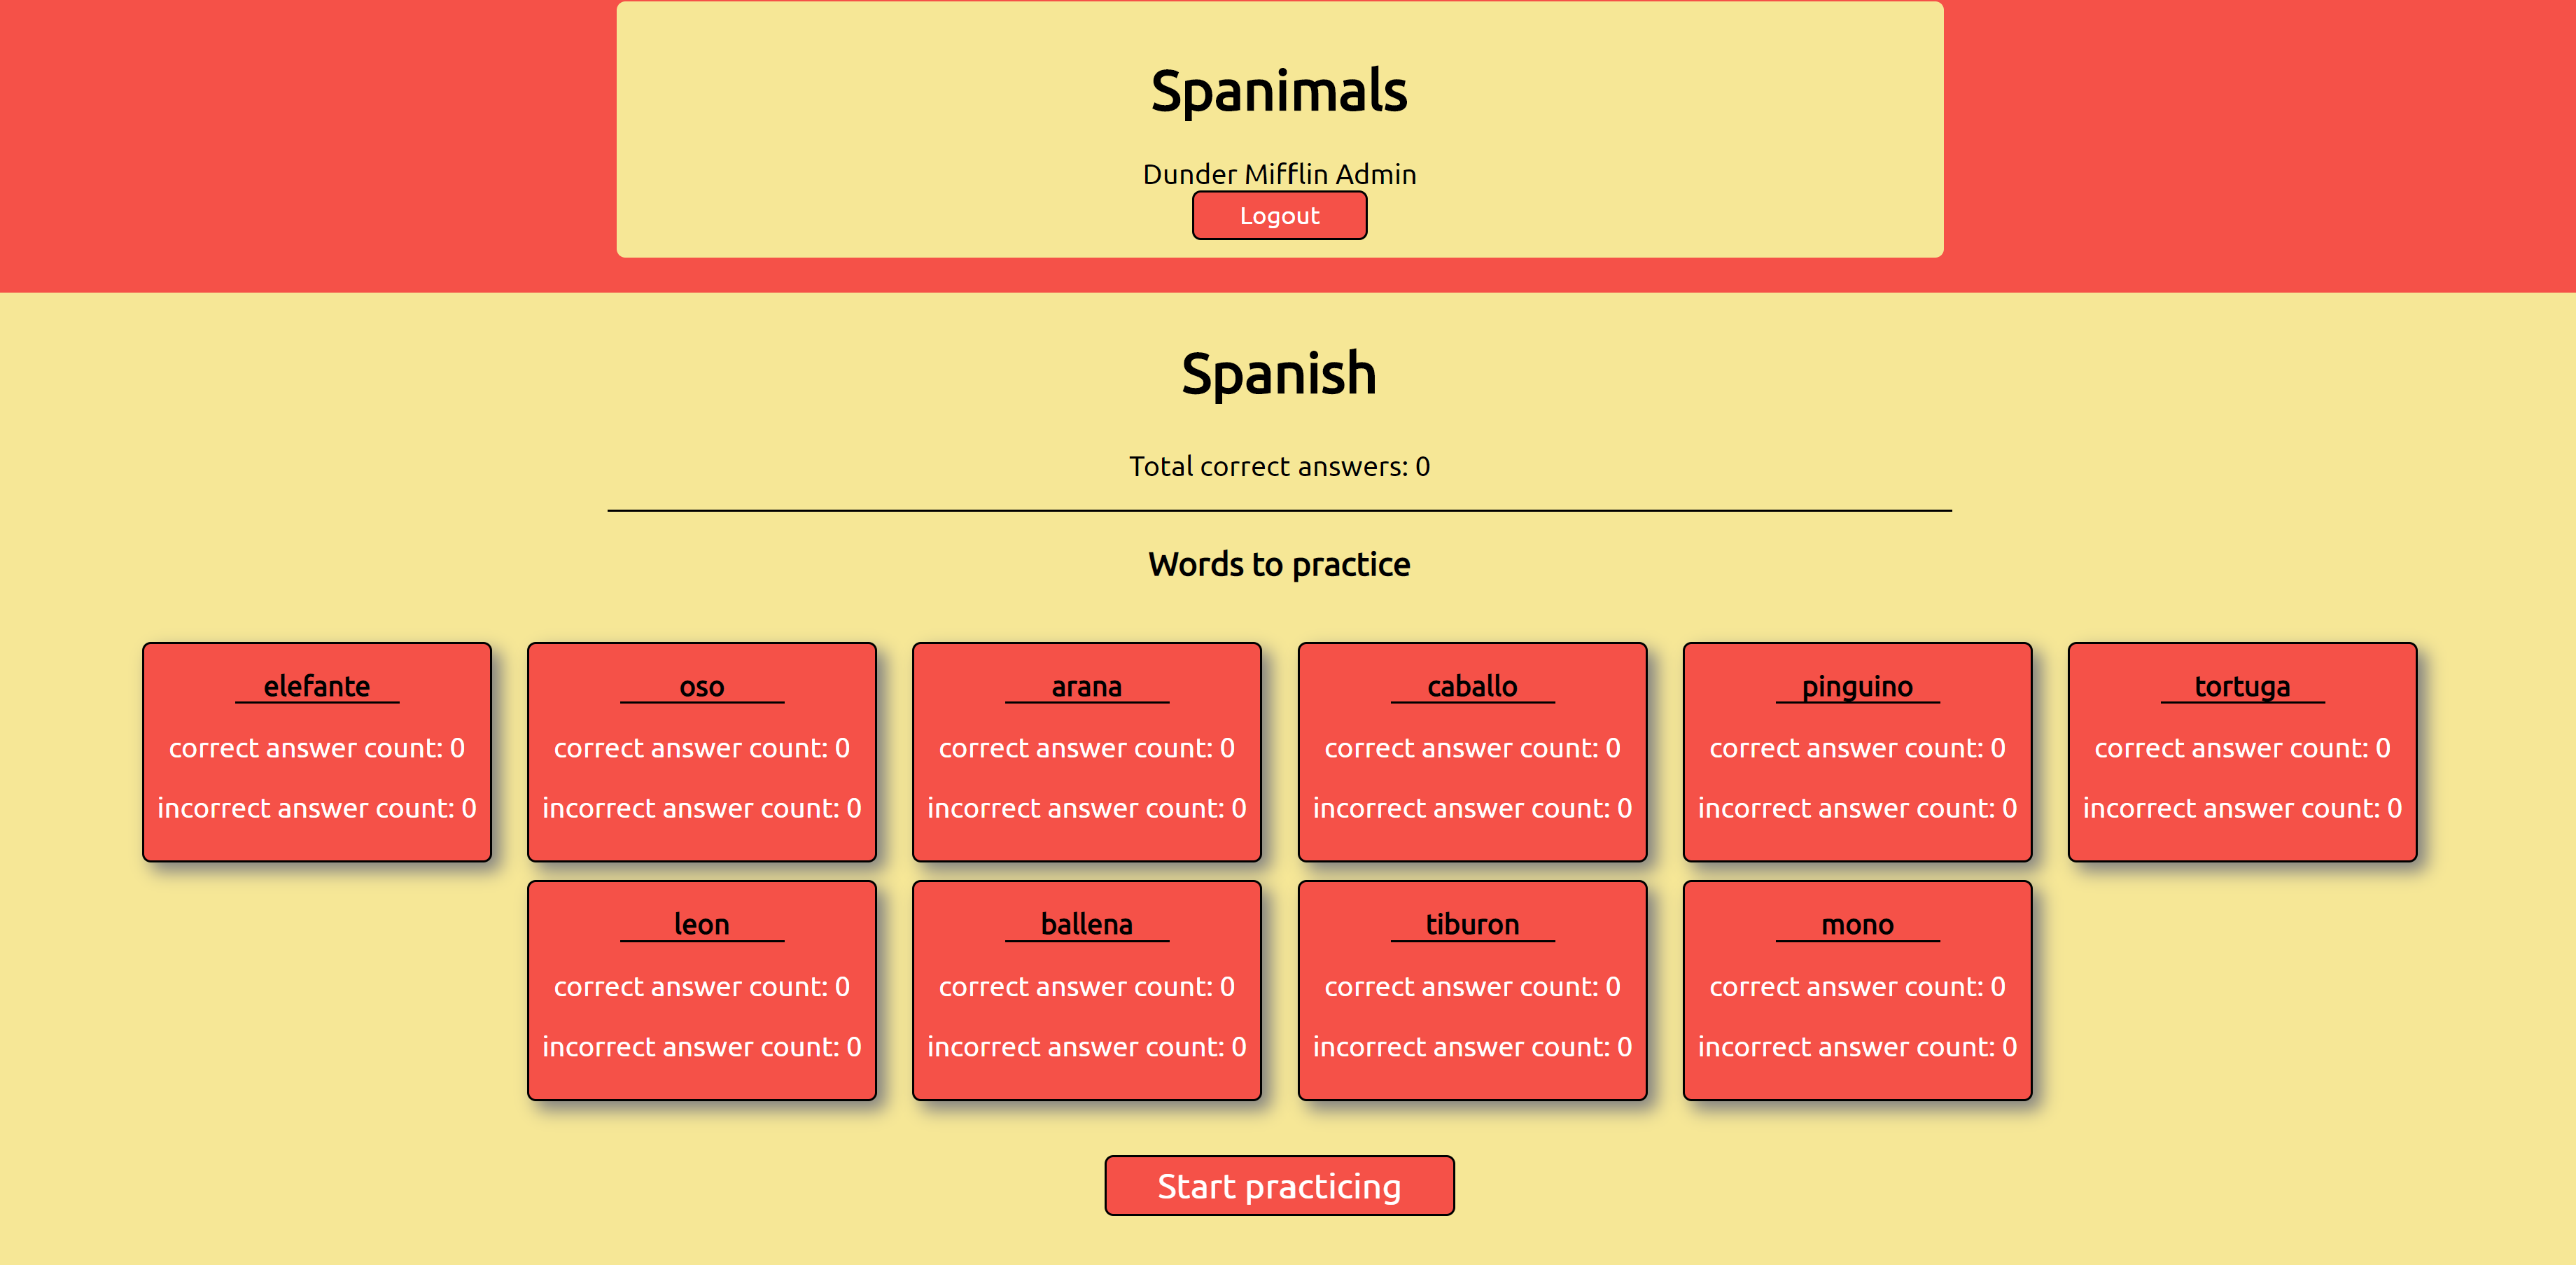 Spanimals
Dunder Mifflin Admin
Logout
Spanish
Total correct answers: 0
Words to practice
elefante
correct answer count: 0
incorrect answer count: 0
oso
correct answer count: 0
incorrect answer count: 0
arana
correct answer count: 0
incorrect answer count: 0
caballo
correct answer count: 0
incorrect answer count: 0
pinguino
correct answer count: 0
incorrect answer count: 0
tortuga
correct answer count: 0
incorrect answer count: 0
leon
correct answer count: 0
incorrect answer count: 0
ballena
correct answer count: 0
incorrect answer count: 0
tiburon
correct answer count: 0
incorrect answer count: 0
mono
correct answer count: 0
incorrect answer count: 0
Start practicing